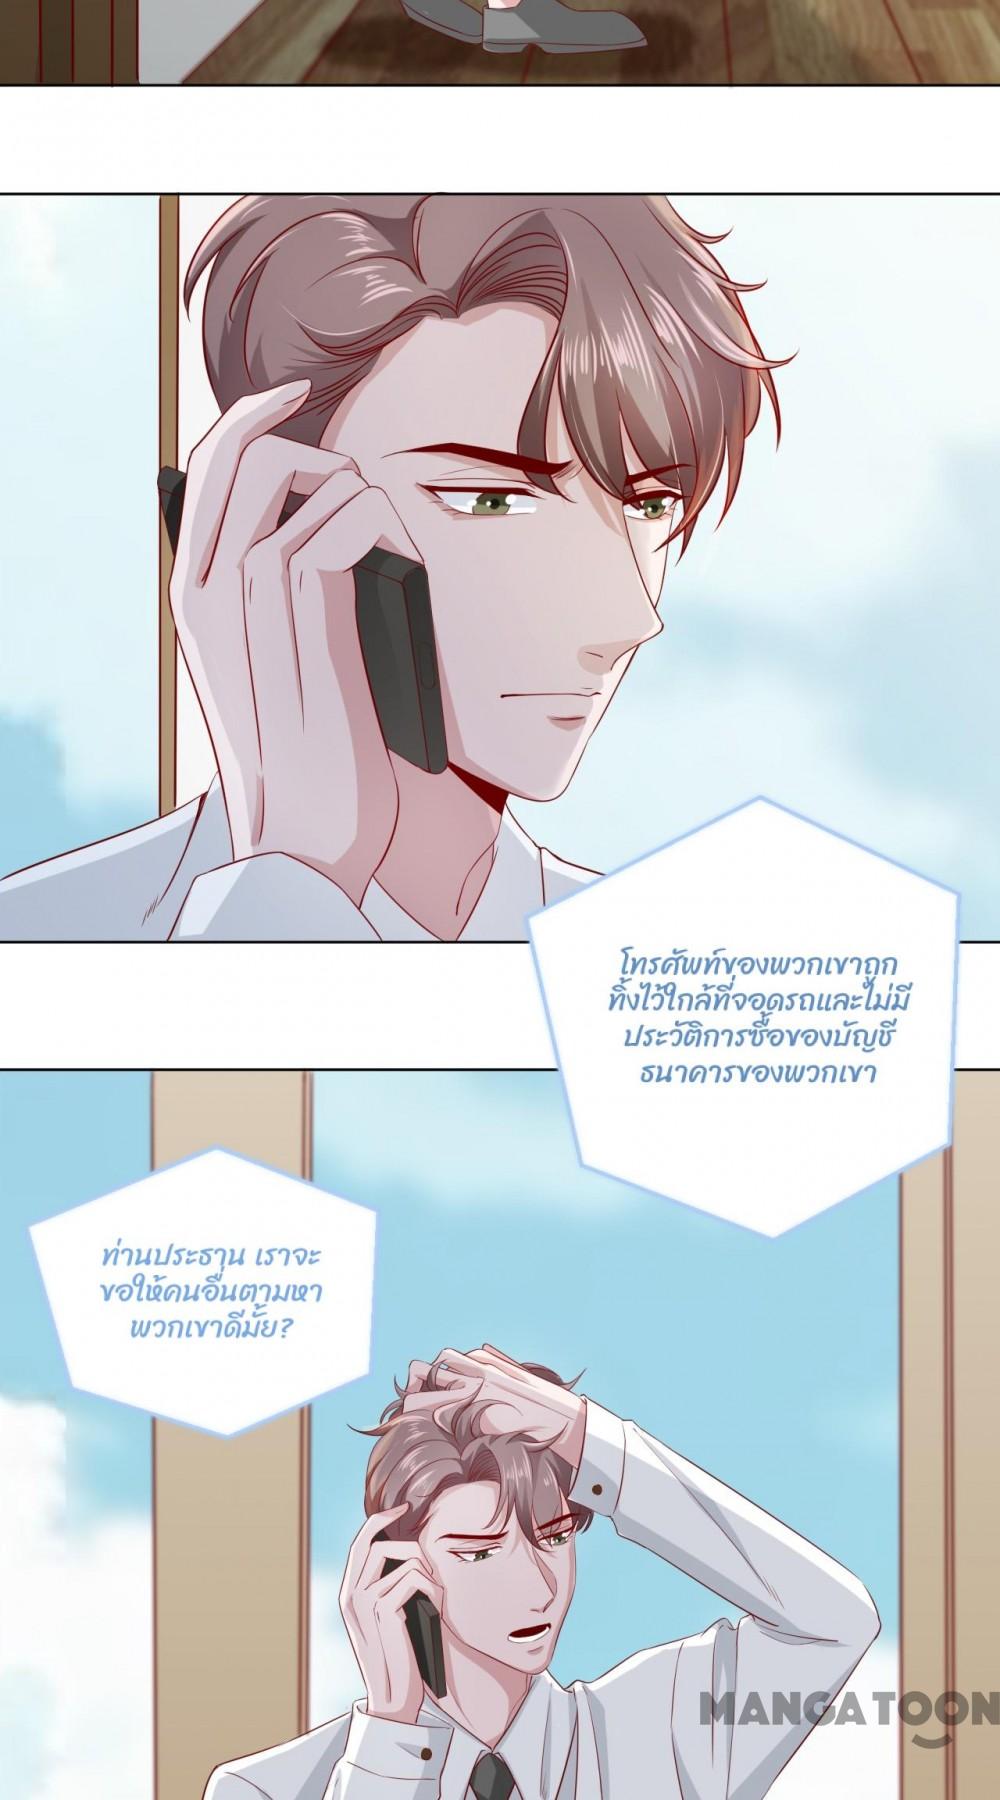 โทรศัพท์ของพวกเขาถูก
ทิ้งไว้ใกล้ที่จอดรถและไม่มี
ประวัติการซื้อของบัญชี
ธนาคารของพวกเขา
ท่านประธาน เราจะ
ขอให้คนอื่นตามหา
พวกเขาดีมั้ย?
MANGATOON